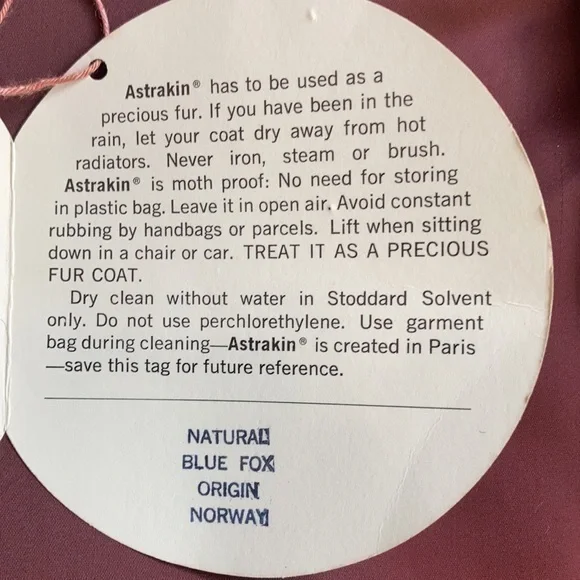 Astrakin® has to be used as a
precious fur. If you have been in the
rain, let your coat dry away from hot
radiators. Never iron, steam or brush.
Astrakin® is moth proof: No need for storing
in plastic bag. Leave it in open air. Avoid constant
rubbing by handbags or parcels. Lift when sitting
down in a chair or car. TREAT IT AS A PRECIOUS
FUR COAT.
Dry clean without water in Stoddard Solvent
only. Do not use perchlorethylene. Use garment
bag during cleaning—Astrakin® is created in Paris
—save this tag for future reference.
NATURAL
BLUE FOX
ORIGIN
NORWAY